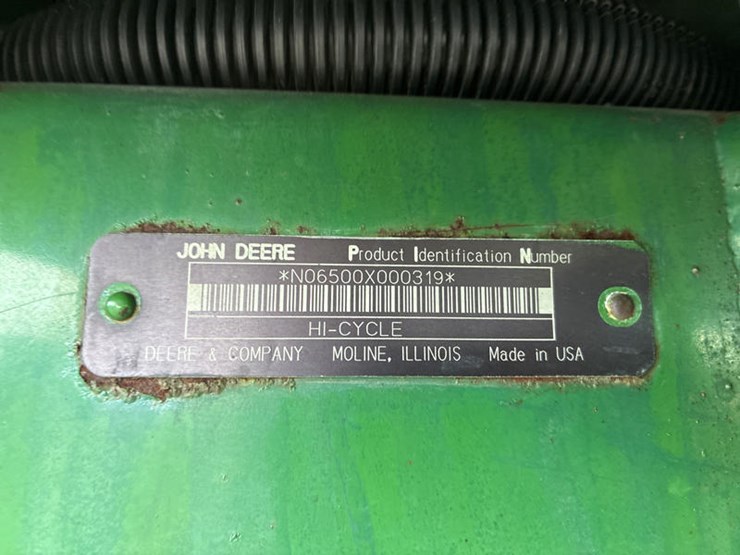 JOHN DEERE Product Identification Number
*N06500X000319*
HI-CYCLE
DEERE & COMPANY MOLINE, ILLINOIS Made in USA